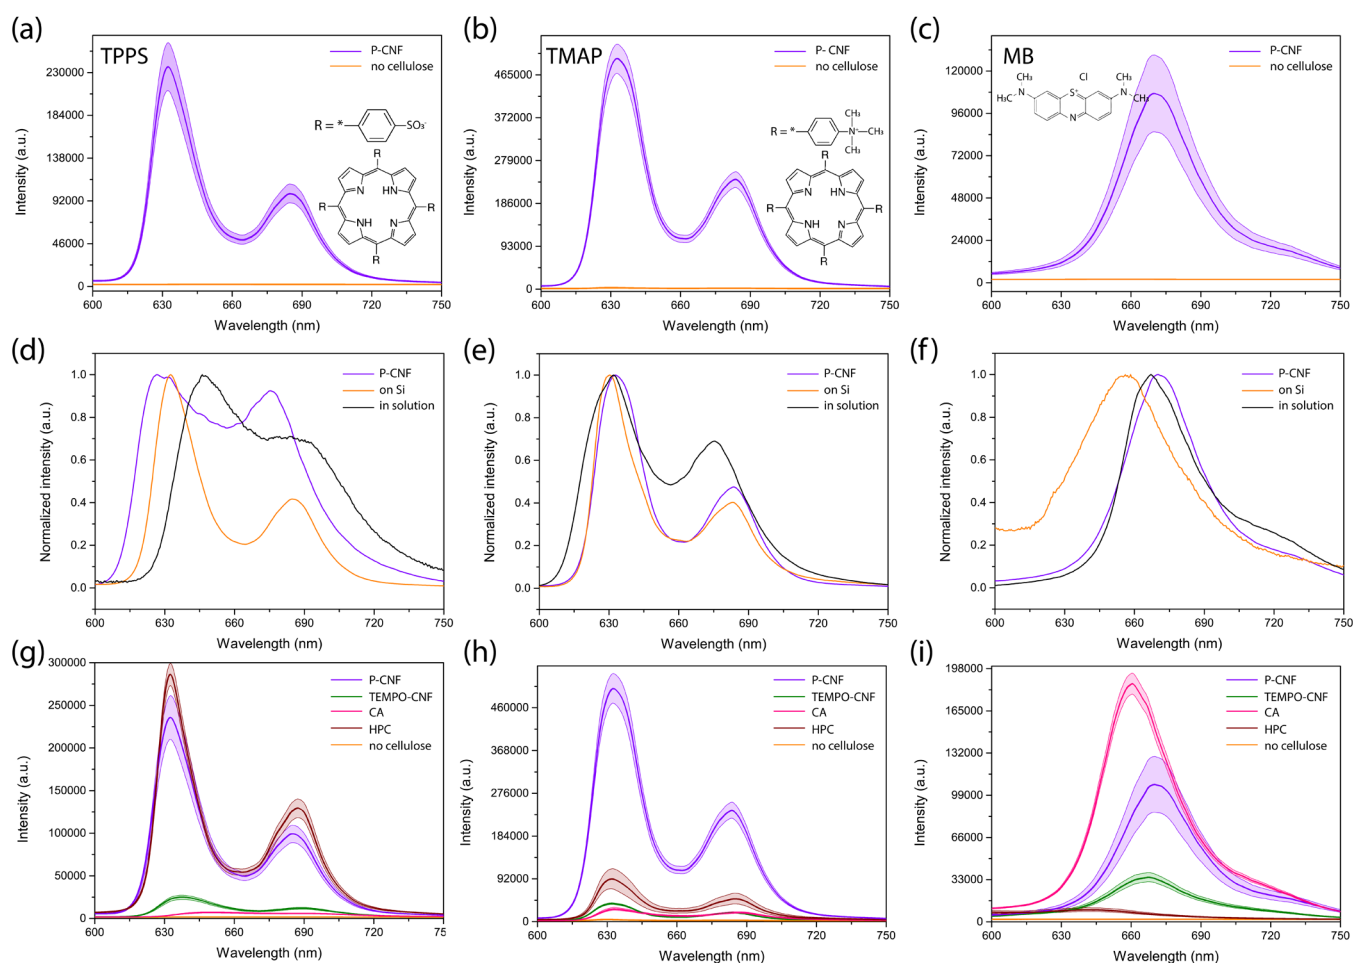 (a)
TPPS
P-CNF
no cellulose
230000
184000
138000
92000
46000
0
Intensity (a.u.)
R = *
SO₃⁻
R
N
HN
R
R
NH
N
R
600
630
660
690
720
750
Wavelength (nm)
(b)
TMAP
P- CNF
no cellulose
465000
372000
279000
186000
93000
0
Intensity (a.u.)
R = *
CH₃
N⁺
CH₃
CH₃
R
N
HN
R
R
NH
N
R
600
630
660
690
720
750
Wavelength (nm)
(c)
MB
P-CNF
no cellulose
120000
96000
72000
48000
24000
0
Intensity (a.u.)
CH₃
Cl
CH₃
H₃C
N
S⁺
N
CH₃
N
600
630
660
690
720
750
Wavelength (nm)
(d)
P-CNF
on Si
in solution
1.0
0.8
0.6
0.4
0.2
0.0
Normalized intensity (a.u.)
600
630
660
690
720
750
Wavelength (nm)
(e)
P-CNF
on Si
in solution
1.0
0.8
0.6
0.4
0.2
0.0
Normalized intensity (a.u.)
600
630
660
690
720
750
Wavelength (nm)
(f)
P-CNF
on Si
in solution
1.0
0.8
0.6
0.4
0.2
0.0
Normalized intensity (a.u.)
600
630
660
690
720
750
Wavelength (nm)
(g)
P-CNF
TEMPO-CNF
CA
HPC
no cellulose
300000
250000
200000
150000
100000
50000
0
Intensity (a.u.)
600
630
660
690
720
75
Wavelength (nm)
(h)
P-CNF
TEMPO-CNF
CA
HPC
no cellulose
460000
368000
276000
184000
92000
0
Intensity (a.u.)
600
630
660
690
720
750
Wavelength (nm)
(i)
P-CNF
TEMPO-CNF
CA
HPC
no cellulose
198000
165000
132000
99000
66000
33000
0
Intensity (a.u.)
600
630
660
690
720
750
Wavelength (nm)